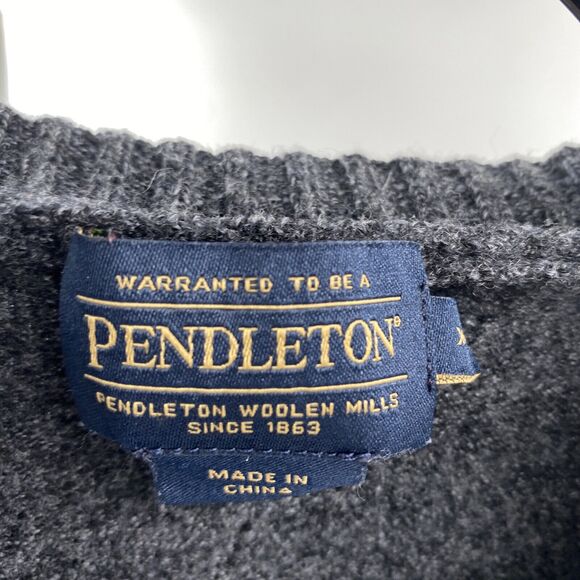 WARRANTED TO BE A
PENDLETON®
PENDLETON WOOLEN MILLS
SINCE 1863
MADE IN
CHINA